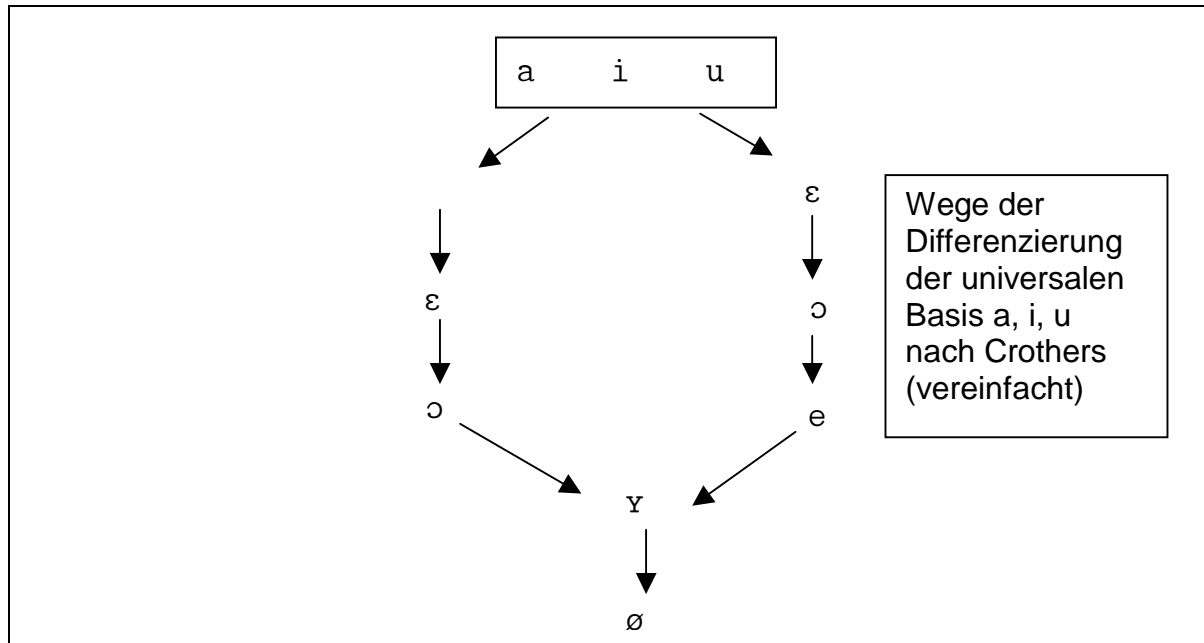 a i u
ɛ
ɛ
ɔ
ɔ
e
ʏ
ø
Wege der
Differenzierung
der universalen
Basis a, i, u
nach Crothers
(vereinfacht)